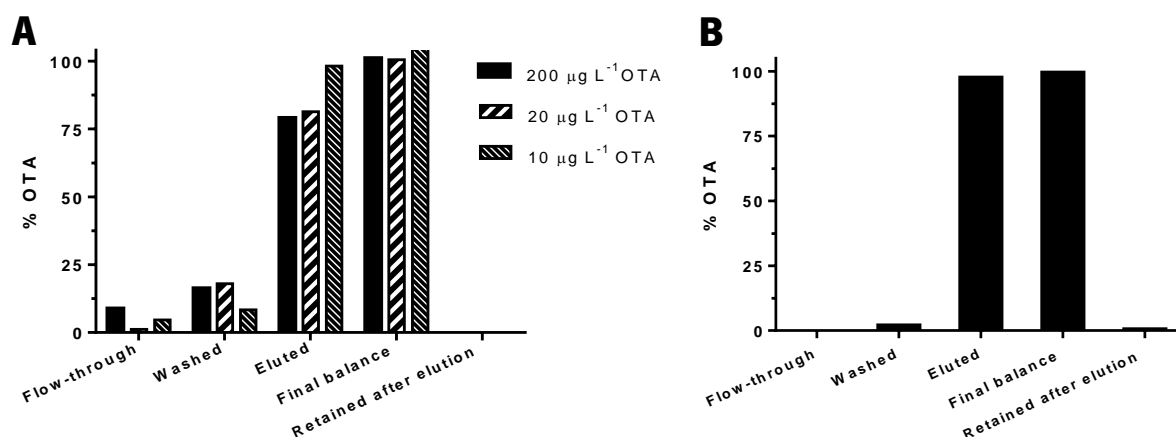 A
% OTA
100
75
50
25
0
Flow-through
Washed
Eluted
Final balance
Retained after elution
200 µg L⁻¹OTA
20 µg L⁻¹ OTA
10 µg L⁻¹ OTA
B
% OTA
100
75
50
25
0
Flow-through
Washed
Eluted
Final balance
Retained after elution